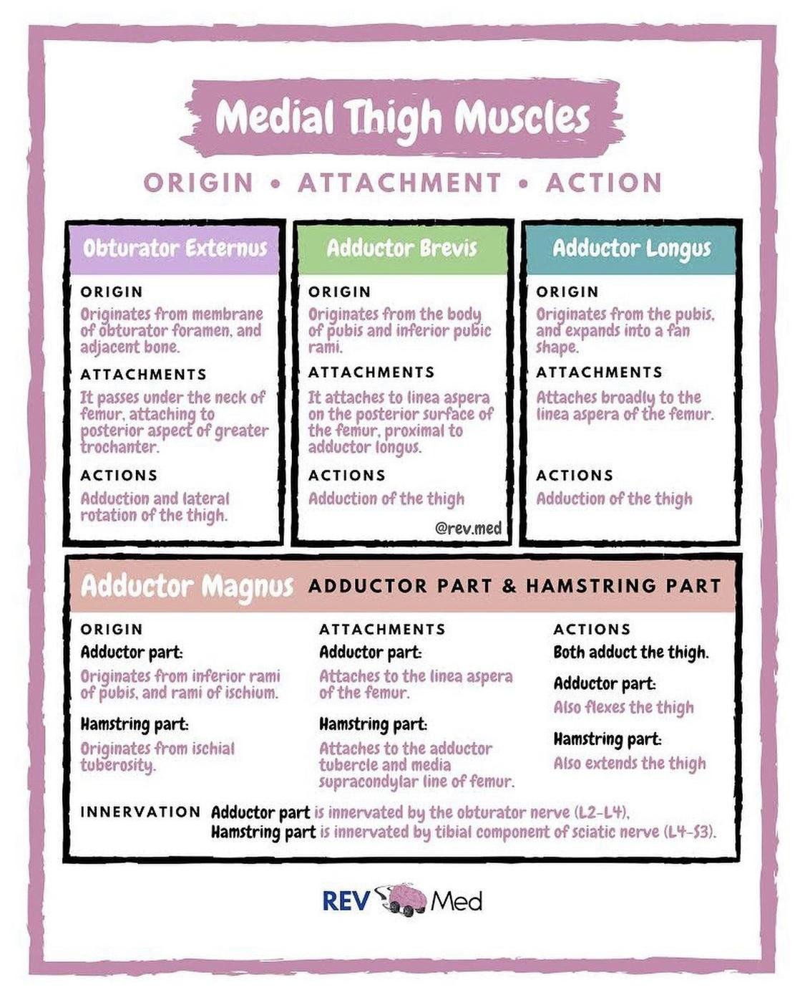 Medial Thigh Muscles
ORIGIN • ATTACHMENT • ACTION
Obturator Externus
ORIGIN
Originates from membrane
of obturator foramen, and
adjacent bone.
ATTACHMENTS
It passes under the neck of
femur, attaching to
posterior aspect of greater
trochanter.
ACTIONS
Adduction and lateral
rotation of the thigh.
Adductor Brevis
ORIGIN
Originates from the body
of pubis and inferior pubic
rami.
ATTACHMENTS
It attaches to linea aspera
on the posterior surface of
the femur, proximal to
adductor longus.
ACTIONS
Adduction of the thigh
@rev.med
Adductor Longus
ORIGIN
Originates from the pubis,
and expands into a fan
shape.
ATTACHMENTS
Attaches broadly to the
linea aspera of the femur.
ACTIONS
Adduction of the thigh
Adductor Magnus ADDUCTOR PART & HAMSTRING PART
ORIGIN
Adductor part:
Originates from inferior rami
of pubis, and rami of ischium.
Hamstring part:
Originates from ischial
tuberosity.
ATTACHMENTS
Adductor part:
Attaches to the linea aspera
of the femur.
Hamstring part:
Attaches to the adductor
tubercle and media
supracondylar line of femur.
ACTIONS
Both adduct the thigh.
Adductor part:
Also flexes the thigh
Hamstring part:
Also extends the thigh
INNERVATION Adductor part is innervated by the obturator nerve (L2-L4),
Hamstring part is innervated by tibial component of sciatic nerve (L4-S3).
REV Med